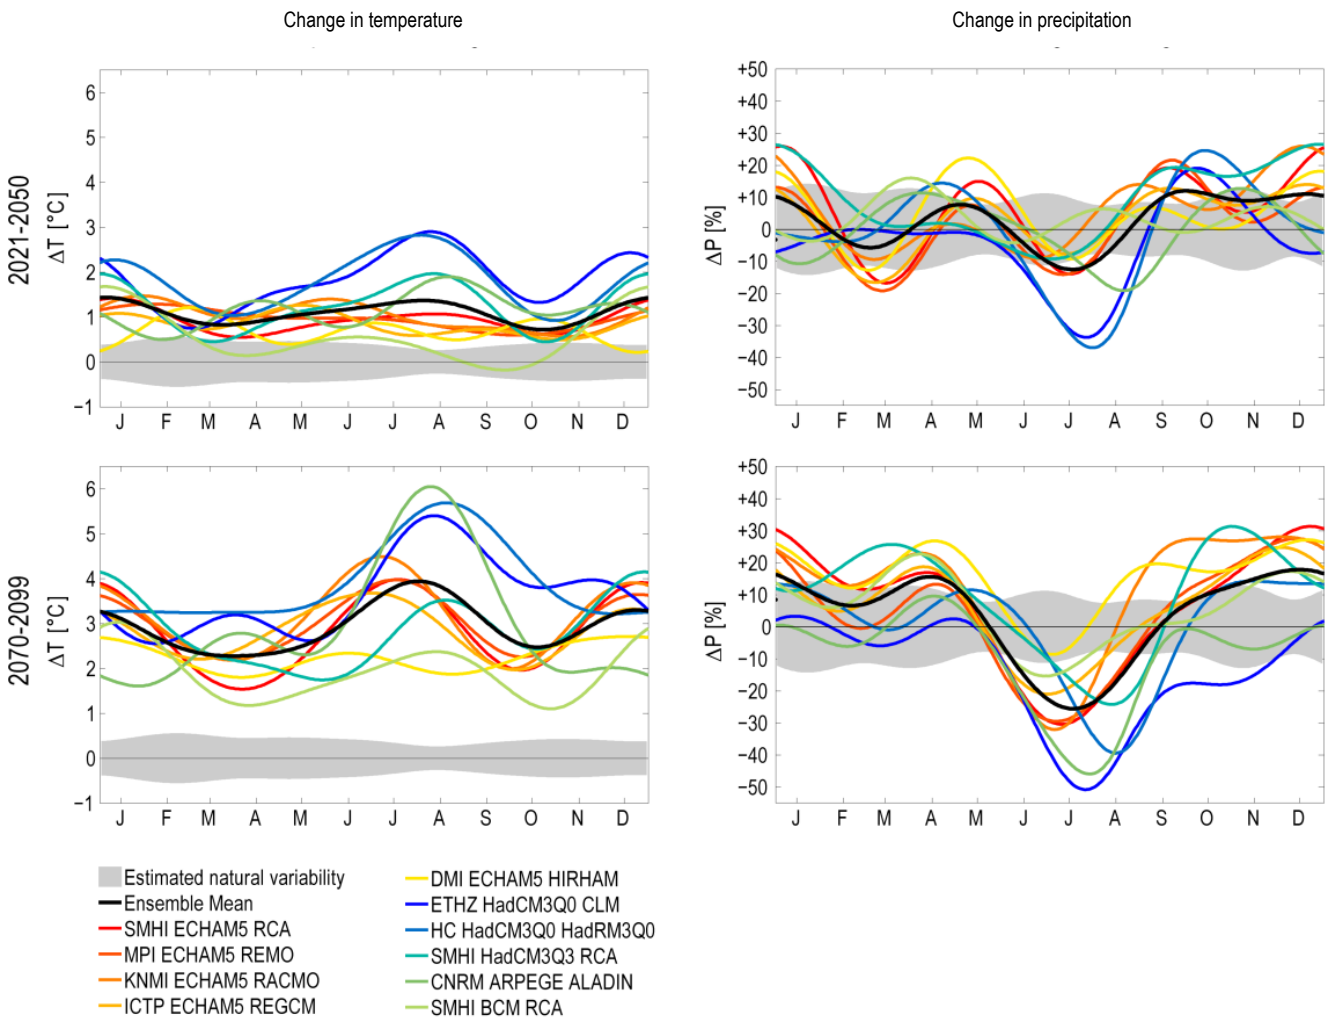 Change in temperature
Change in precipitation
2021-2050
ΔT [°C]
6
5
4
3
2
1
0
−1
J F M A M J J A S O N D
ΔP [%]
+50
+40
+30
+20
+10
0
−10
−20
−30
−40
−50
J F M A M J J A S O N D
2070-2099
ΔT [°C]
6
5
4
3
2
1
0
−1
J F M A M J J A S O N D
ΔP [%]
+50
+40
+30
+20
+10
0
−10
−20
−30
−40
−50
J F M A M J J A S O N D
Estimated natural variability
Ensemble Mean
SMHI ECHAM5 RCA
MPI ECHAM5 REMO
KNMI ECHAM5 RACMO
ICTP ECHAM5 REGCM
DMI ECHAM5 HIRHAM
ETHZ HadCM3Q0 CLM
HC HadCM3Q0 HadRM3Q0
SMHI HadCM3Q3 RCA
CNRM ARPEGE ALADIN
SMHI BCM RCA